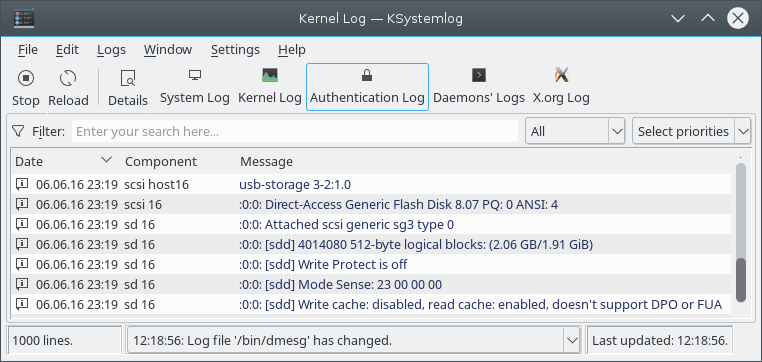 Kernel Log — KSystemlog
File Edit Logs Window Settings Help
Stop Reload Details System Log Kernel Log Authentication Log Daemons' Logs X.org Log
Filter: Enter your search here... All Select priorities
Date Component Message
06.06.16 23:19 scsi host16 usb-storage 3-2:1.0
06.06.16 23:19 scsi 16 :0:0: Direct-Access Generic Flash Disk 8.07 PQ: 0 ANSI: 4
06.06.16 23:19 sd 16 :0:0: Attached scsi generic sg3 type 0
06.06.16 23:19 sd 16 :0:0: [sdd] 4014080 512-byte logical blocks: (2.06 GB/1.91 GiB)
06.06.16 23:19 sd 16 :0:0: [sdd] Write Protect is off
06.06.16 23:19 sd 16 :0:0: [sdd] Mode Sense: 23 00 00 00
06.06.16 23:19 sd 16 :0:0: [sdd] Write cache: disabled, read cache: enabled, doesn't support DPO or FUA
1000 lines. 12:18:56: Log file '/bin/dmesg' has changed. Last updated: 12:18:56.